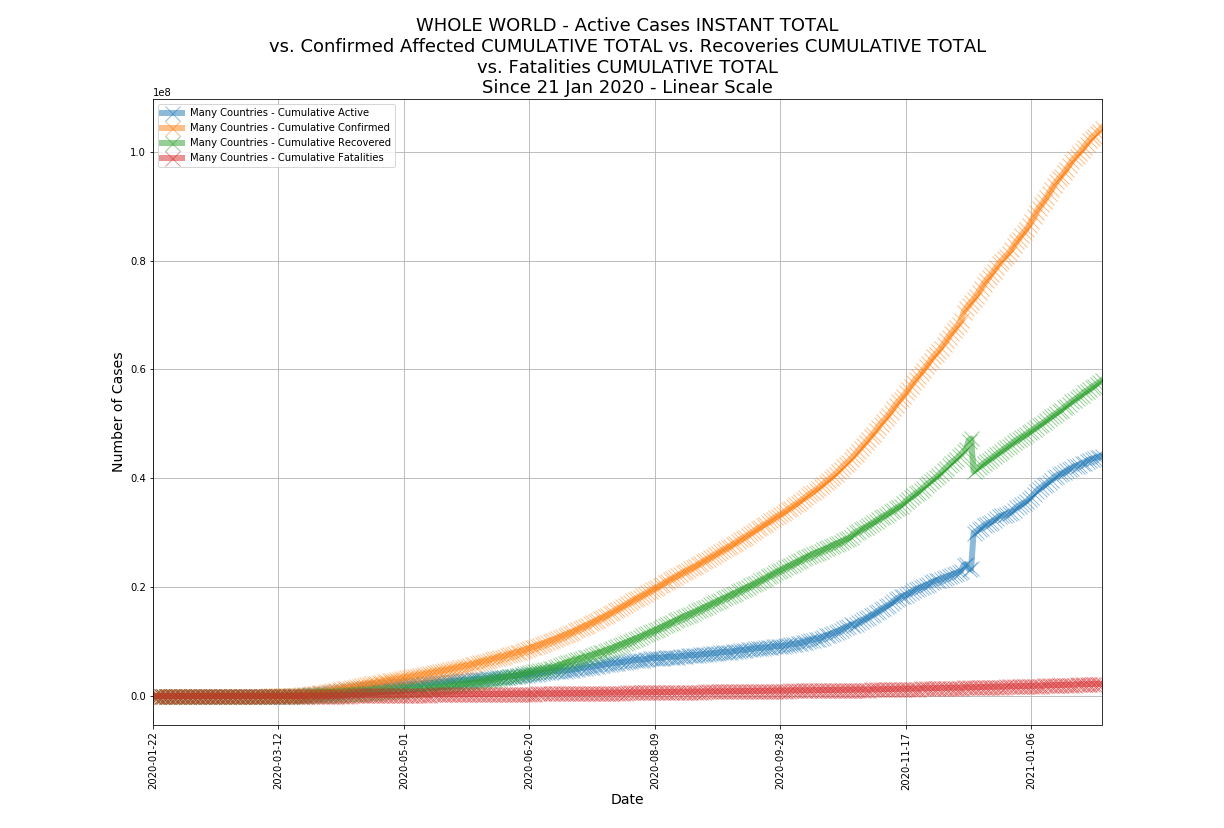 WHOLE WORLD - Active Cases INSTANT TOTAL
vs. Confirmed Affected CUMULATIVE TOTAL vs. Recoveries CUMULATIVE TOTAL
vs. Fatalities CUMULATIVE TOTAL
Since 21 Jan 2020 - Linear Scale
1e8
Many Countries - Cumulative Active
Many Countries - Cumulative Confirmed
Many Countries - Cumulative Recovered
Many Countries - Cumulative Fatalities
1.0
0.8
0.6
0.4
0.2
0.0
Number of Cases
2020-01-22
2020-03-12
2020-05-01
2020-06-20
2020-08-09
2020-09-28
2020-11-17
2021-01-06
Date